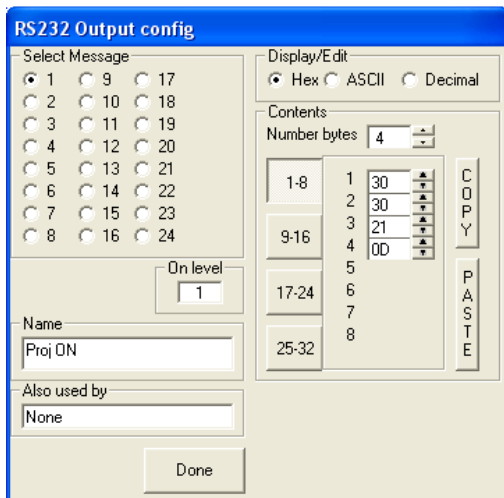 RS232 Output config
Select Message
1 9 17
2 10 18
3 11 19
4 12 20
5 13 21
6 14 22
7 15 23
8 16 24
On level
1
Name
Proj ON
Also used by
None
Done
Display/Edit
Hex ASCII Decimal
Contents
Number bytes 4
1-8
9-16
17-24
25-32
1 30
2 30
3 21
4 0D
5
6
7
8
COPY
PASTE